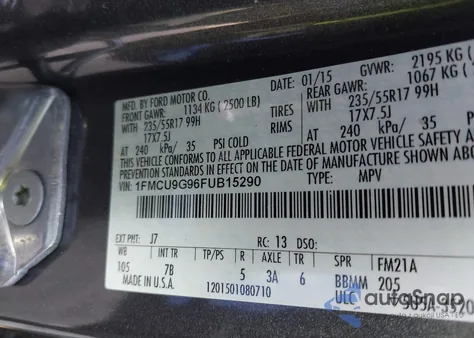 MFD. BY FORD MOTOR CO.
DATE: 01/15 GVWR: 2195 KG
FRONT GAWR: 1134 KG (2500 LB)
REAR GAWR: 1067 KG
WITH
235/55R17 99H TIRES 235/55R17 99H
17X7.5J RIMS 17X7.5J
AT 240 kPa/ 35 PSI COLD AT 240 kPa/ 35
THIS VEHICLE CONFORMS TO ALL APPLICABLE FEDERAL MOTOR VEHICLE SAFETY
PREVENTION STANDARDS IN EFFECT ON THE DATE OF MANUFACTURE SHOWN ABOVE.
VIN: 1FMCU9G96FUB15290 TYPE: MPV
EXT PNT: J7 RC: 13 DSO:
WB INT TR TP/PS R AXLE TR SPR FM21A
105 7B 5 3A 6 BBMM 205
MADE IN U.S.A. 1201501080710 ULC
autosnap